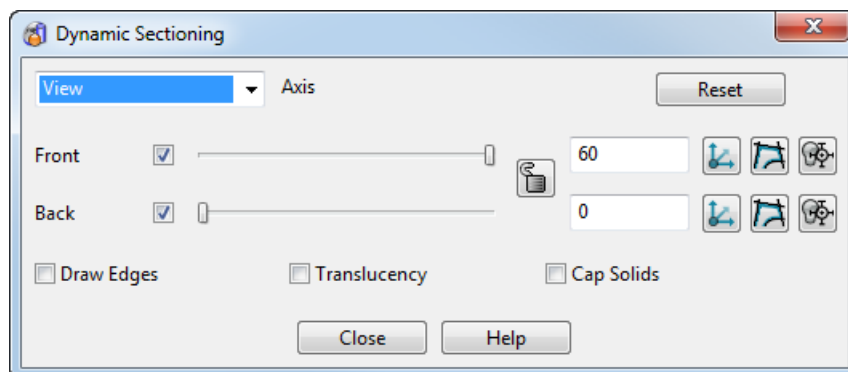 Dynamic Sectioning
View Axis Reset
Front 60
Back 0
Draw Edges Translucency Cap Solids
Close Help